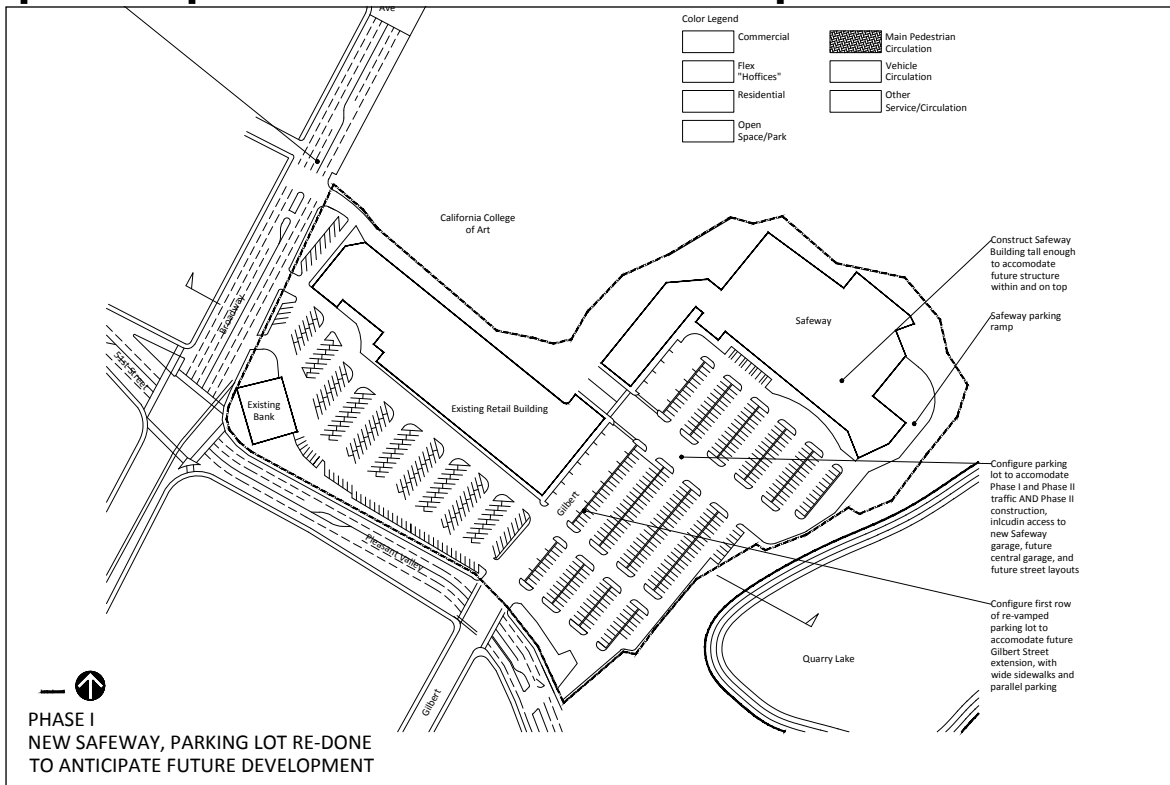 Ave
Color Legend
Commercial
Flex
"Hoffices"
Residential
Open
Space/Park
Main Pedestrian
Circulation
Vehicle
Circulation
Other
Service/Circulation
California College
of Art
Construct Safeway
Building tall enough
to accomodate
future structure
within and on top
Safeway parking
ramp
Safeway
Broadway
51st Street
Existing
Bank
Existing Retail Building
Gilbert
Configure parking
lot to accomodate
Phase I and Phase II
traffic AND Phase II
construction,
inlcudin access to
new Safeway
garage, future
central garage, and
future street layouts
Pleasant Valley
Configure first row
of re-vamped
parking lot to
accomodate future
Gilbert Street
extension, with
wide sidewalks and
parallel parking
Quarry Lake
Gilbert
PHASE I
NEW SAFEWAY, PARKING LOT RE-DONE
TO ANTICIPATE FUTURE DEVELOPMENT